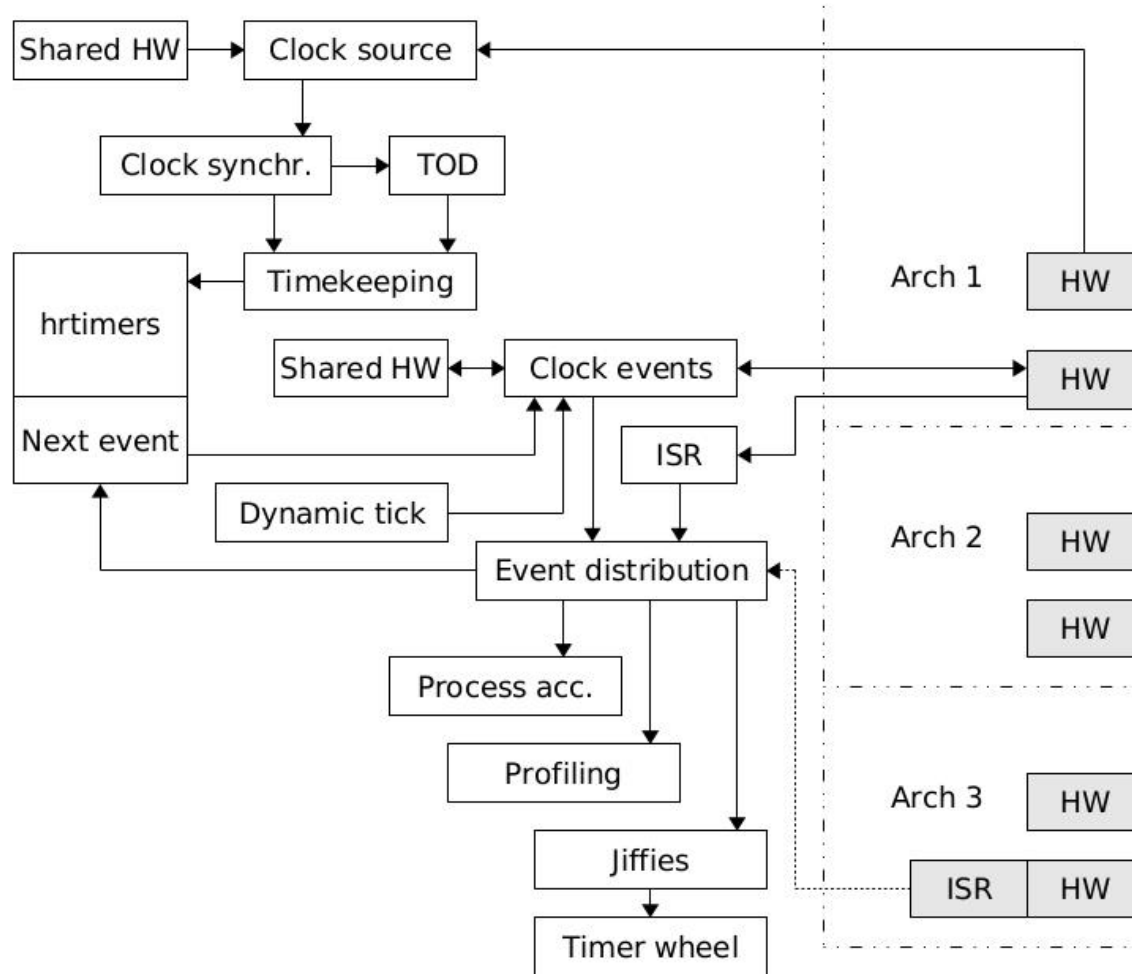 Shared HW
Clock source
Clock synchr.
TOD
hrtimers
Timekeeping
Arch 1
HW
Shared HW
Clock events
HW
Next event
ISR
Dynamic tick
Arch 2
HW
Event distribution
HW
Process acc.
Profiling
Arch 3
HW
Jiffies
ISR
HW
Timer wheel